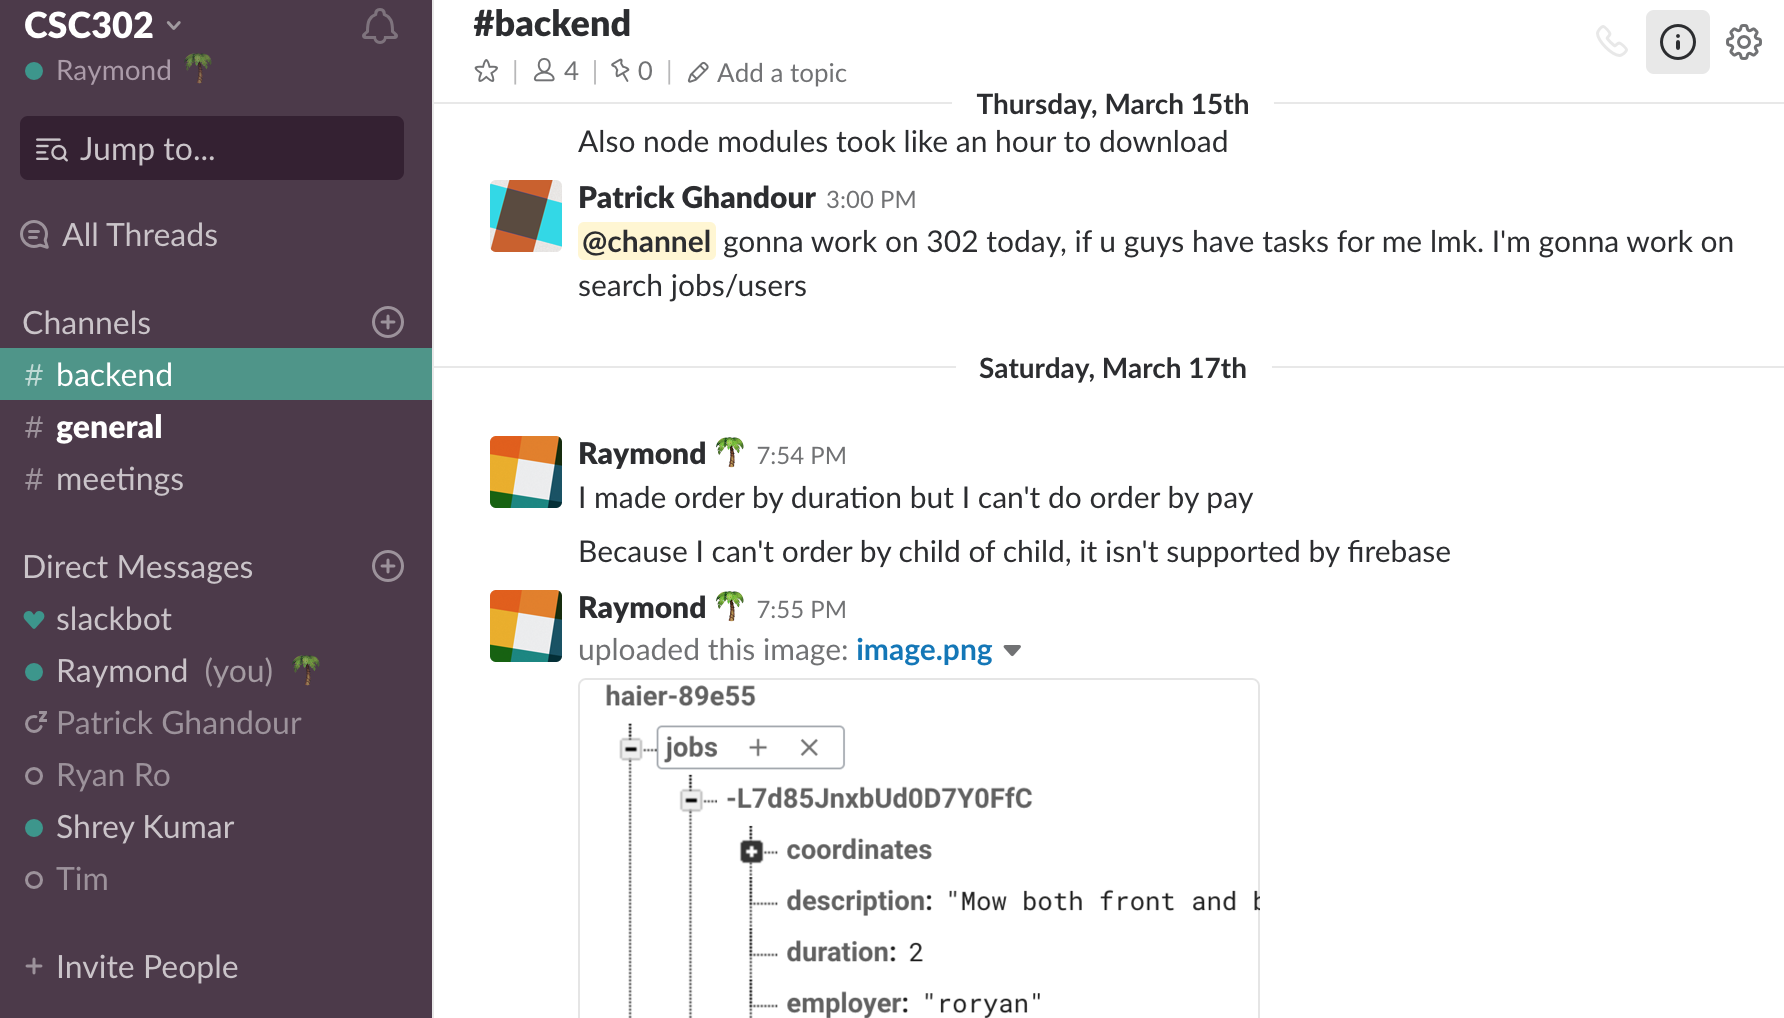 CSC302
Raymond
Jump to...
All Threads
Channels
# backend
# general
# meetings
Direct Messages
slackbot
Raymond (you)
Patrick Ghandour
Ryan Ro
Shrey Kumar
Tim
+ Invite People
#backend
4 | 0 | Add a topic
Thursday, March 15th
Also node modules took like an hour to download
Patrick Ghandour 3:00 PM
@channel gonna work on 302 today, if u guys have tasks for me lmk. I'm gonna work on
search jobs/users
Saturday, March 17th
Raymond 7:54 PM
I made order by duration but I can't do order by pay
Because I can't order by child of child, it isn't supported by firebase
Raymond 7:55 PM
uploaded this image: image.png
haier-89e55
jobs + ×
-L7d85JnxbUd0D7Y0FfC
coordinates
description: "Mow both front and
duration: 2
employer: "roryan"